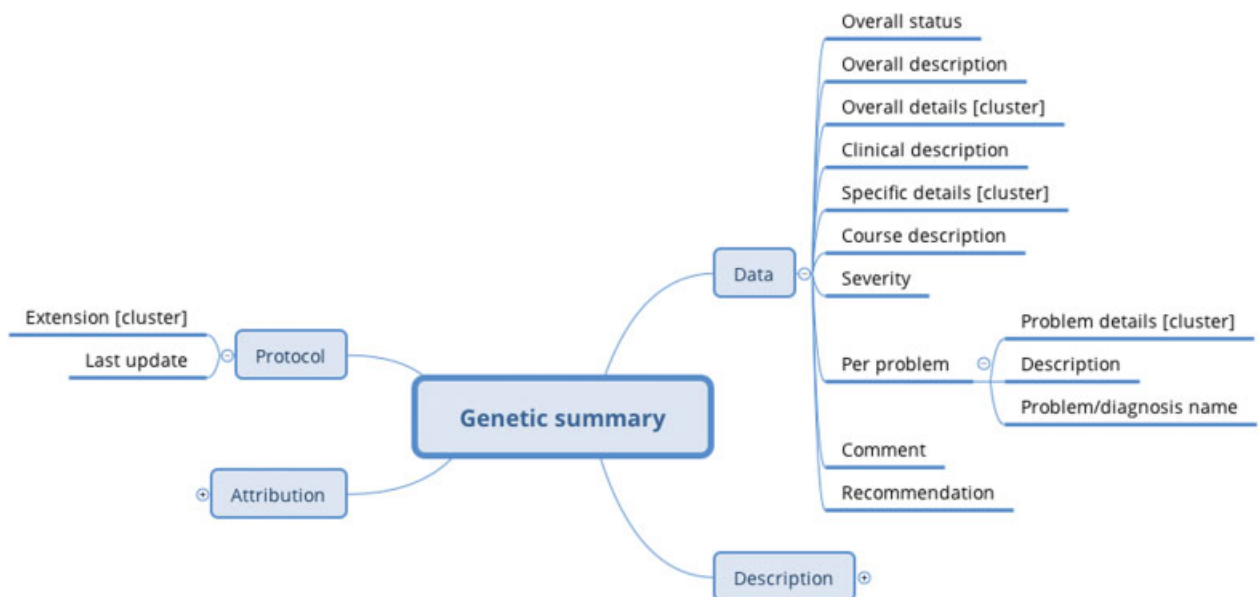 Overall status
Overall description
Overall details [cluster]
Clinical description
Specific details [cluster]
Course description
Data
Severity
Extension [cluster]
Problem details [cluster]
Protocol
Last update
Per problem
Description
Problem/diagnosis name
Genetic summary
Comment
Attribution
Recommendation
Description